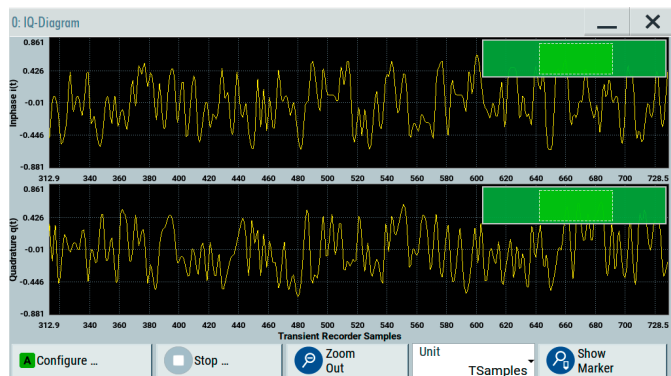 0: IQ-Diagram
Inphase i(t)
0.861
0.426
-0.01
-0.446
-0.881
312.9 340 360 380 400 420 440 460 480 500 520 540 560 580 600 620 640 660 680 700 728.5
Quadrature q(t)
0.861
0.426
-0.01
-0.446
-0.881
312.9 340 360 380 400 420 440 460 480 500 520 540 560 580 600 620 640 660 680 700 728.5
Transient Recorder Samples
A Configure ...
Stop ...
Zoom
Out
Unit
TSamples
Show
Marker